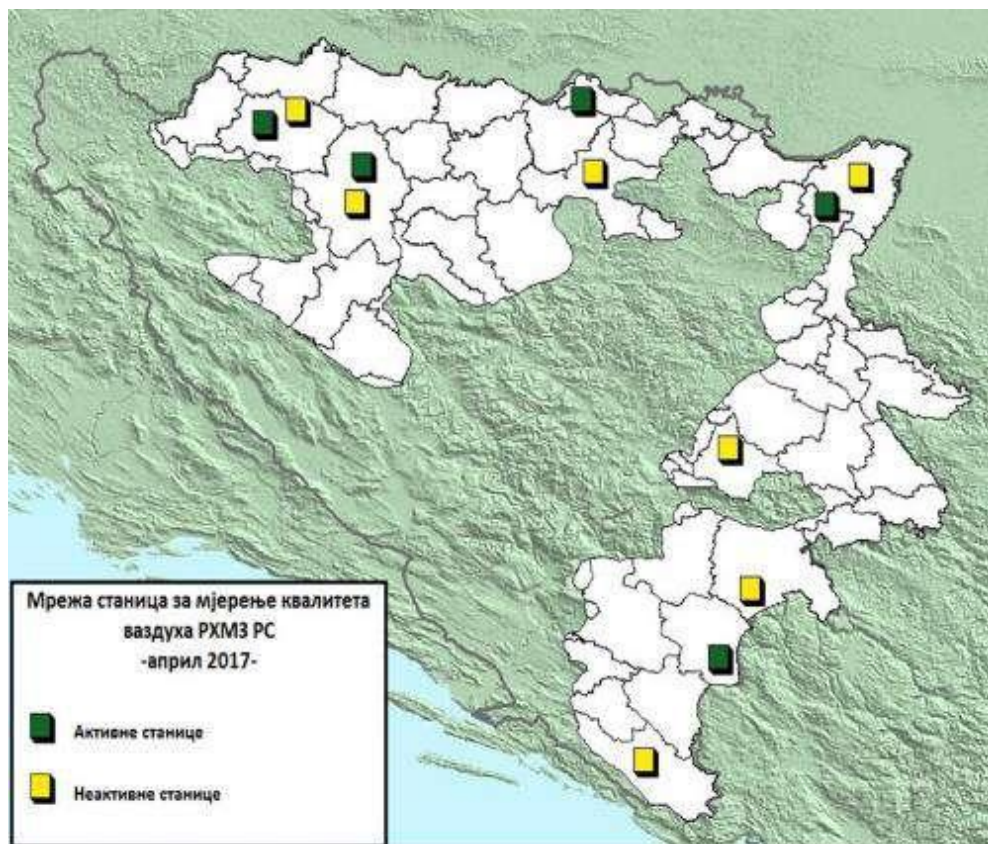 Мрежа станица за мјерење квалитета
ваздуха РХМЗ РС
-април 2017-
Активне станице
Неактивне станице